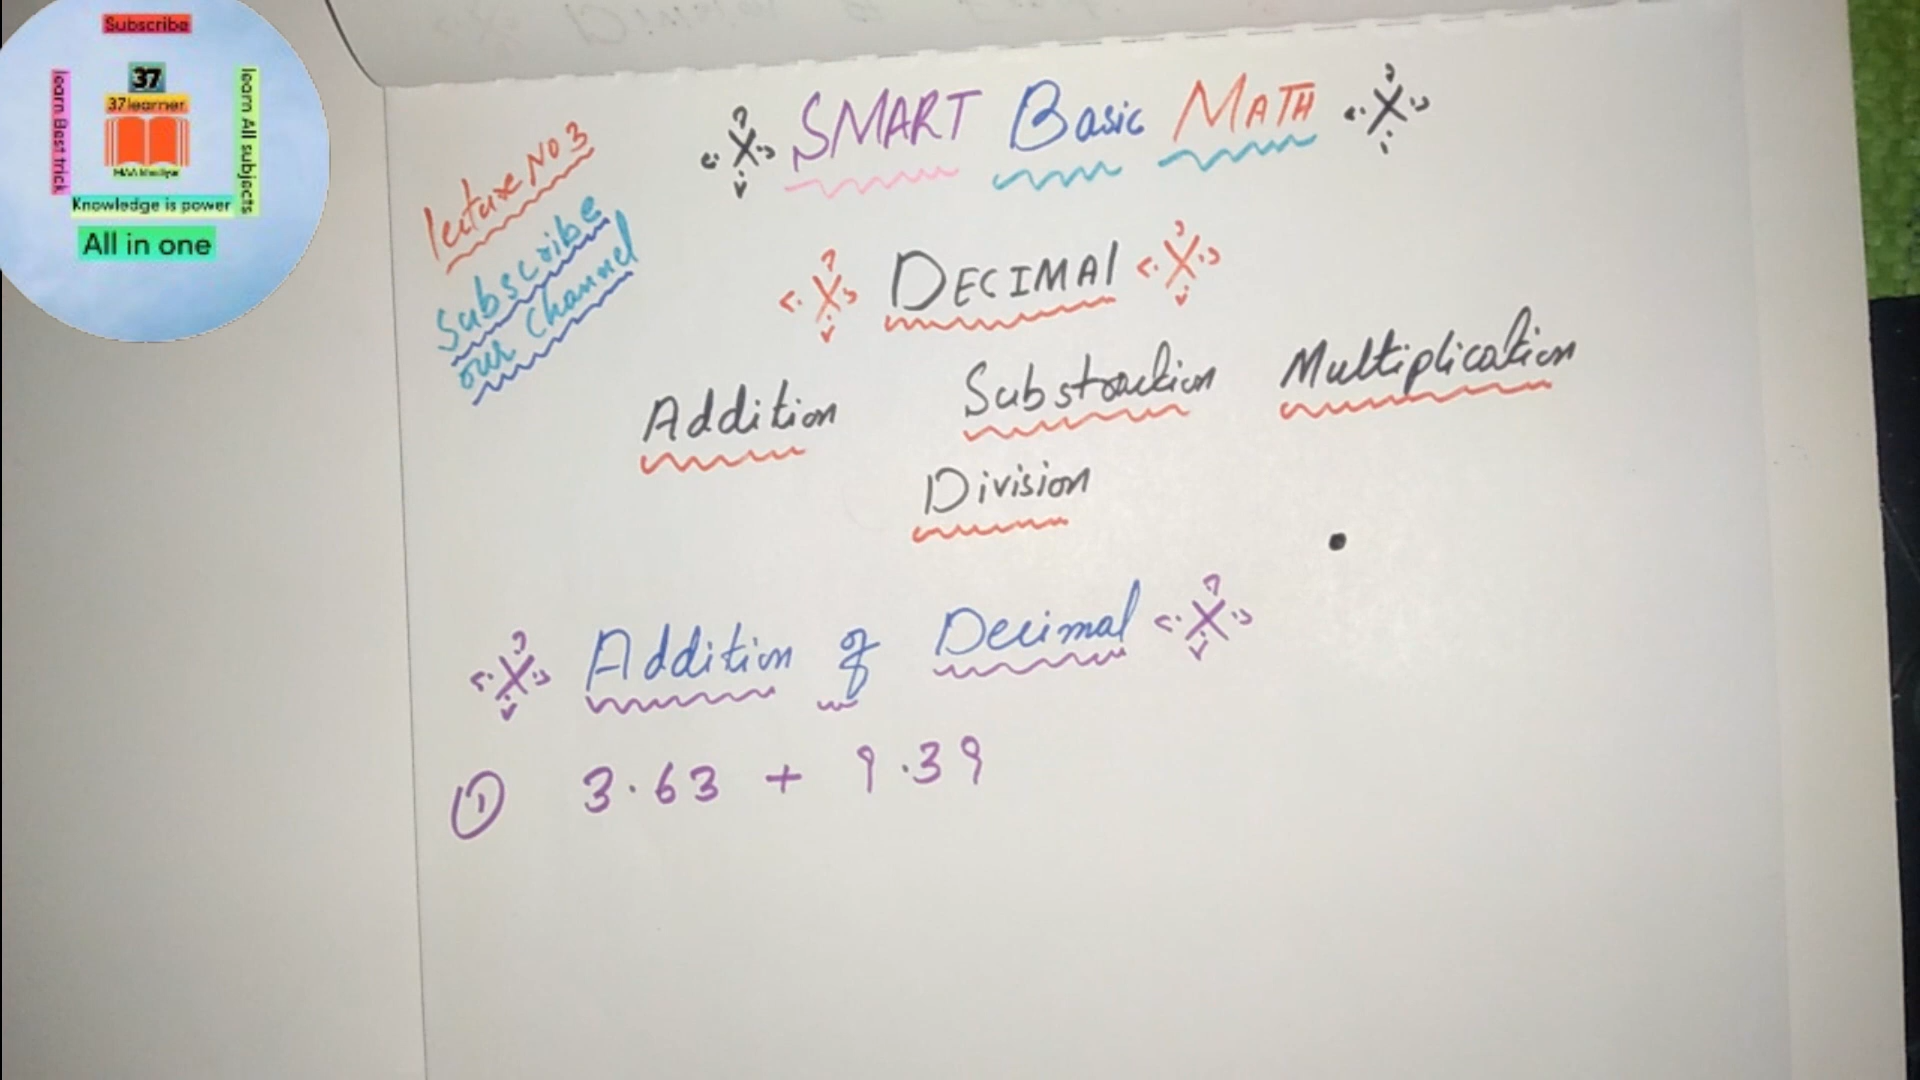 Subscribe
37
37learner
learn Best trick
learn All subjects
Knowledge is power
All in one
SMART Basic MATH
lecture No 3
Subscribe
our Channel
DECIMAL
Addition Substraction Multiplication
Division
Addition of Decimal
① 3.63 + 9.39